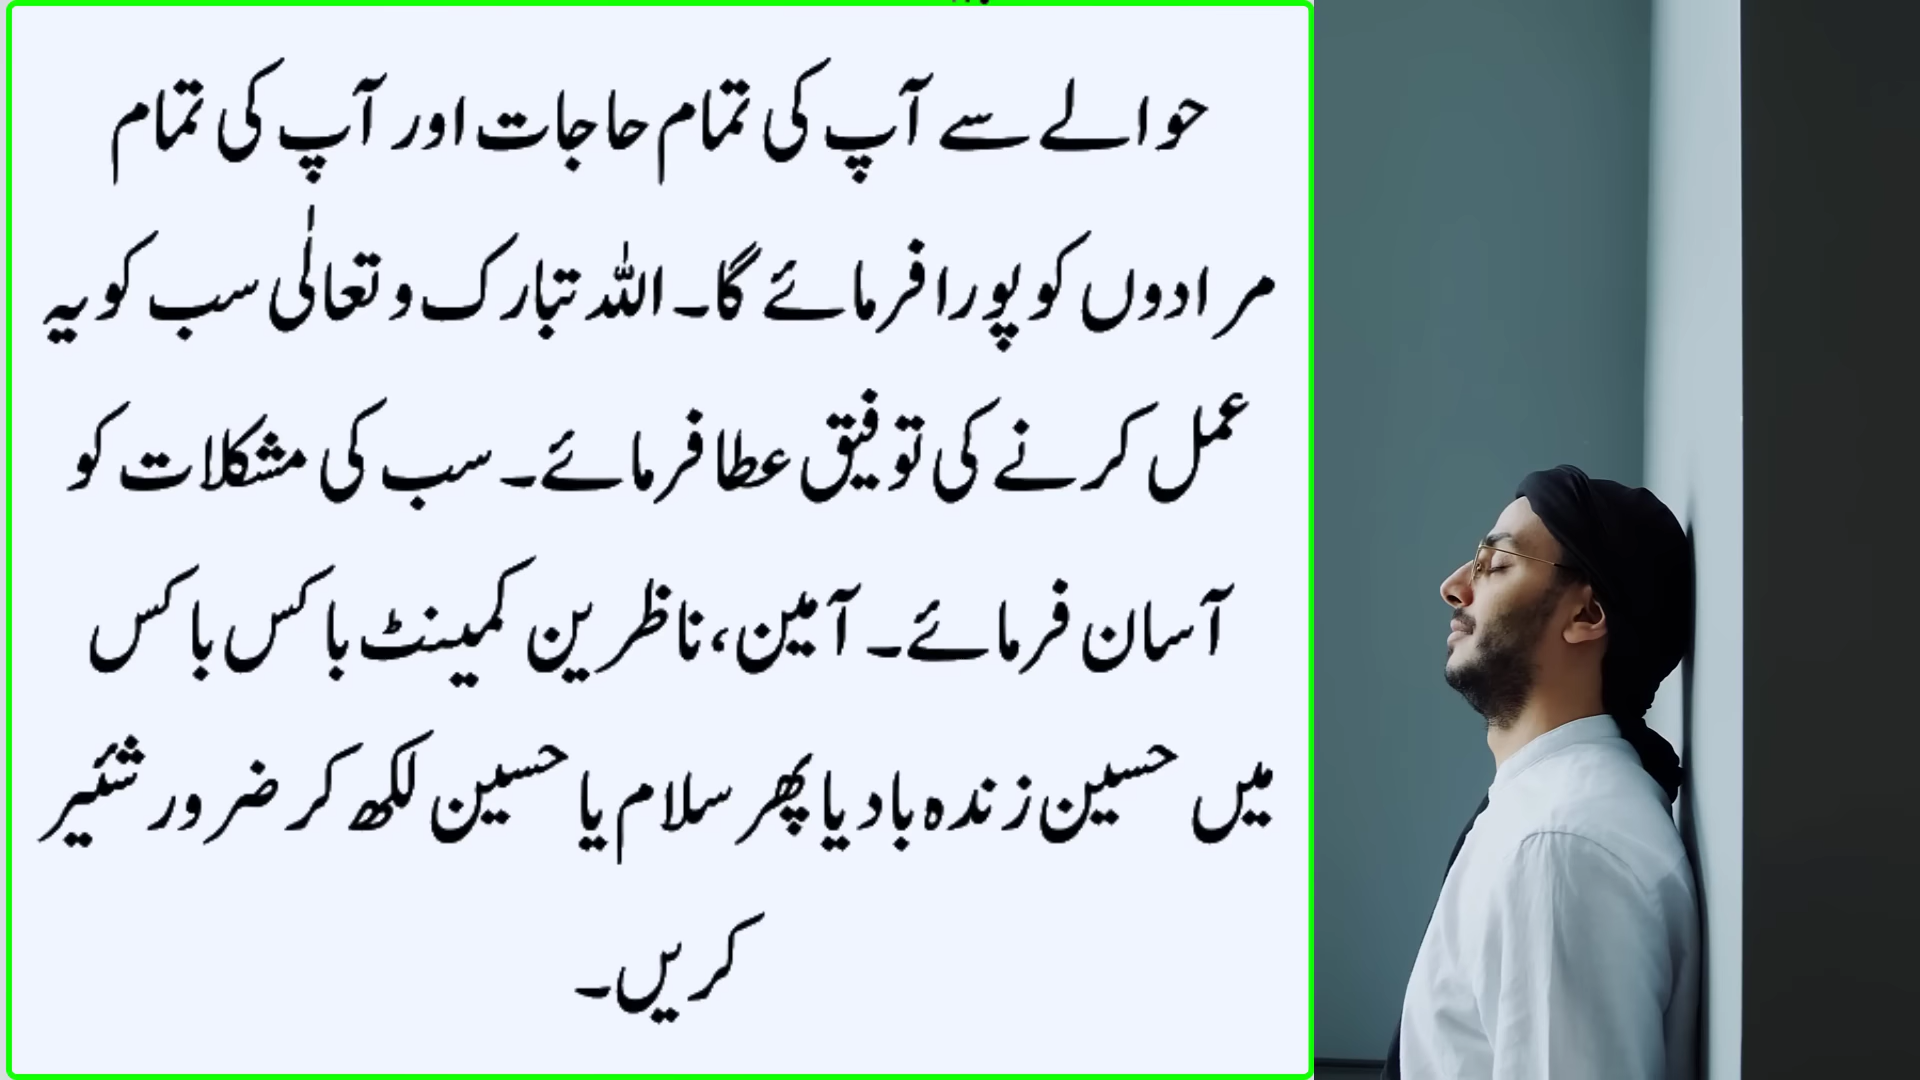 حوالے سے آپ کی تمام حاجات اور آپ کی تمام
مرادوں کو پورا فرمائے گا۔ اللہ تبارک و تعالٰی سب کو یہ
عمل کرنے کی توفیق عطا فرمائے۔ سب کی مشکلات کو
آسان فرمائے۔ آمین، ناظرین کمیںنٹ باکس باکس
میں حسین زندہ باد یا پھر سلام یا حسین لکھ کر ضرور شئیر
کریں۔